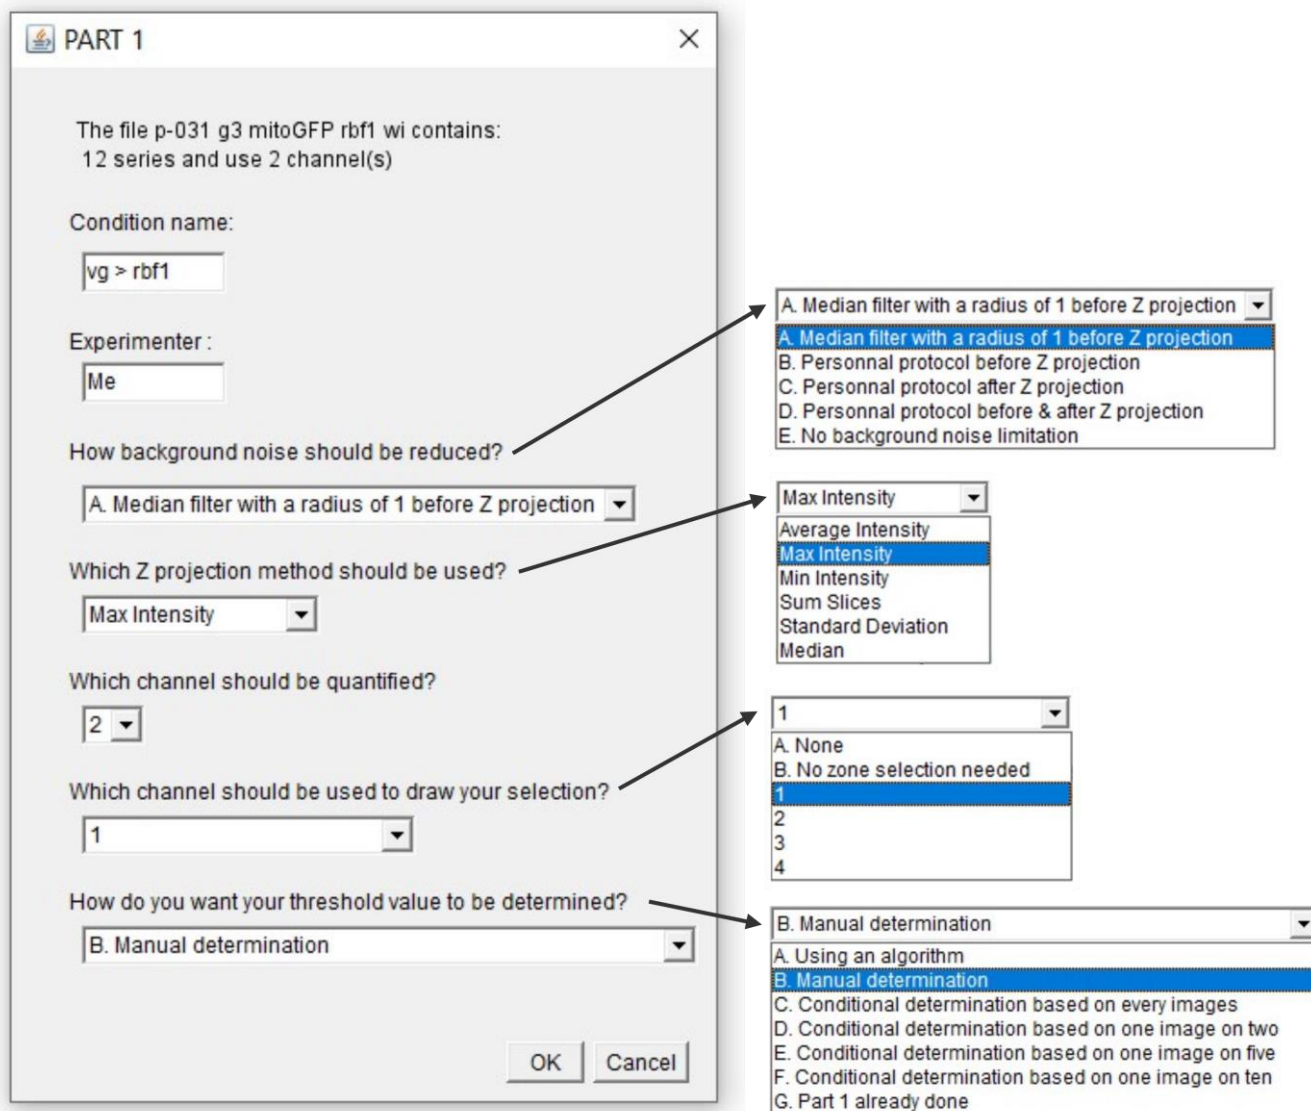 PART 1
The file p-031 g3 mitoGFP rbf1 wi contains:
12 series and use 2 channel(s)
Condition name:
vg > rbf1
Experimenter :
Me
How background noise should be reduced?
A. Median filter with a radius of 1 before Z projection
Which Z projection method should be used?
Max Intensity
Which channel should be quantified?
2
Which channel should be used to draw your selection?
1
How do you want your threshold value to be determined?
B. Manual determination
OK
Cancel
A. Median filter with a radius of 1 before Z projection
A. Median filter with a radius of 1 before Z projection
B. Personnal protocol before Z projection
C. Personnal protocol after Z projection
D. Personnal protocol before & after Z projection
E. No background noise limitation
Max Intensity
Average Intensity
Max Intensity
Min Intensity
Sum Slices
Standard Deviation
Median
1
A. None
B. No zone selection needed
1
2
3
4
B. Manual determination
A. Using an algorithm
B. Manual determination
C. Conditional determination based on every images
D. Conditional determination based on one image on two
E. Conditional determination based on one image on five
F. Conditional determination based on one image on ten
G. Part 1 already done